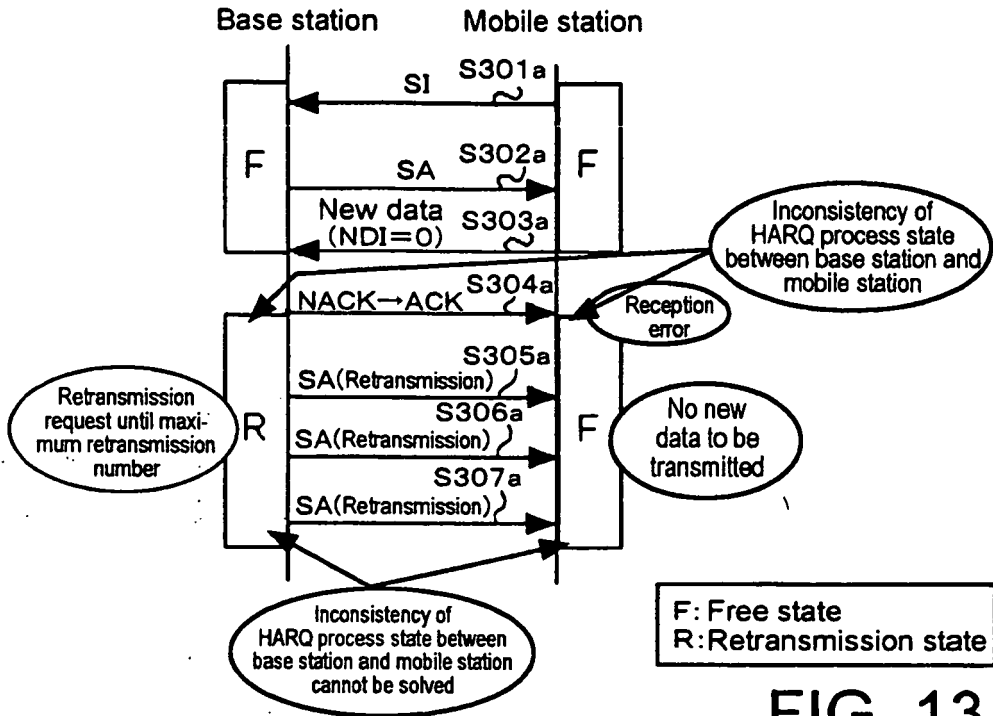 Base station
Mobile station
S301a
SI
F
F
S302a
SA
New data
(NDI=0)
S303a
Inconsistency of
HARQ process state
between base station and
mobile station
S304a
NACK→ACK
Reception
error
S305a
SA(Retransmission)
Retransmission
request until maxi-
mum retransmission
number
R
S306a
SA(Retransmission)
F
No new
data to be
transmitted
S307a
SA(Retransmission)
Inconsistency of
HARQ process state between
base station and mobile station
cannot be solved
F: Free state
R: Retransmission state
FIG. 13